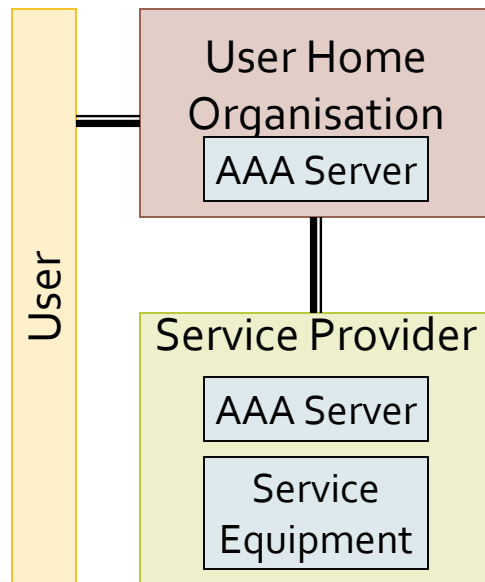 User
User Home
Organisation
AAA Server
Service Provider
AAA Server
Service
Equipment